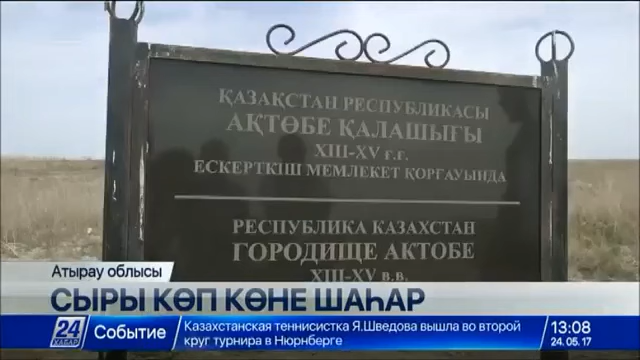 ҚАЗАҚСТАН РЕСПУБЛИКАСЫ
АҚТӨБЕ ҚАЛАШЫҒЫ
XIII-XV ғ.г.
ЕСКЕРТКІШ МЕМЛЕКЕТ ҚОРҒАУЫНДА
РЕСПУБЛИКА КАЗАХСТАН
ГОРОДИЩЕ АКТОБЕ
XIII-XV в.в.
Атырау облысы
СЫРЫ КӨП КӨНЕ ШАҺАР
24
ХАБАР
Событие
Казахстанская теннисистка Я.Шведова вышла во второй
круг турнира в Нюрнберге
13:08
24.05.17